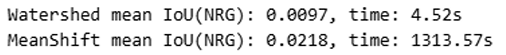 Watershed mean IoU(NRG): 0.0097, time: 4.52s
MeanShift mean IoU(NRG): 0.0218, time: 1313.57s